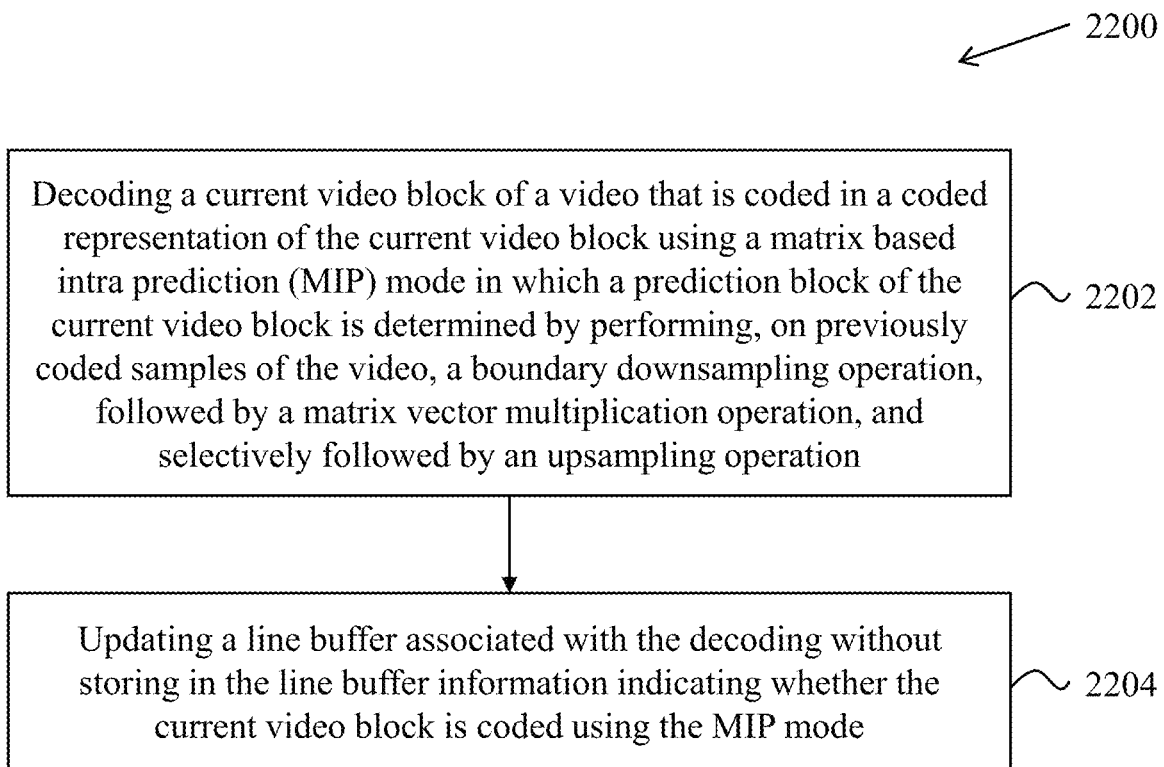 2200
Decoding a current video block of a video that is coded in a coded
representation of the current video block using a matrix based
intra prediction (MIP) mode in which a prediction block of the
current video block is determined by performing, on previously
coded samples of the video, a boundary downsampling operation,
followed by a matrix vector multiplication operation, and
selectively followed by an upsampling operation
2202
Updating a line buffer associated with the decoding without
storing in the line buffer information indicating whether the
current video block is coded using the MIP mode
2204